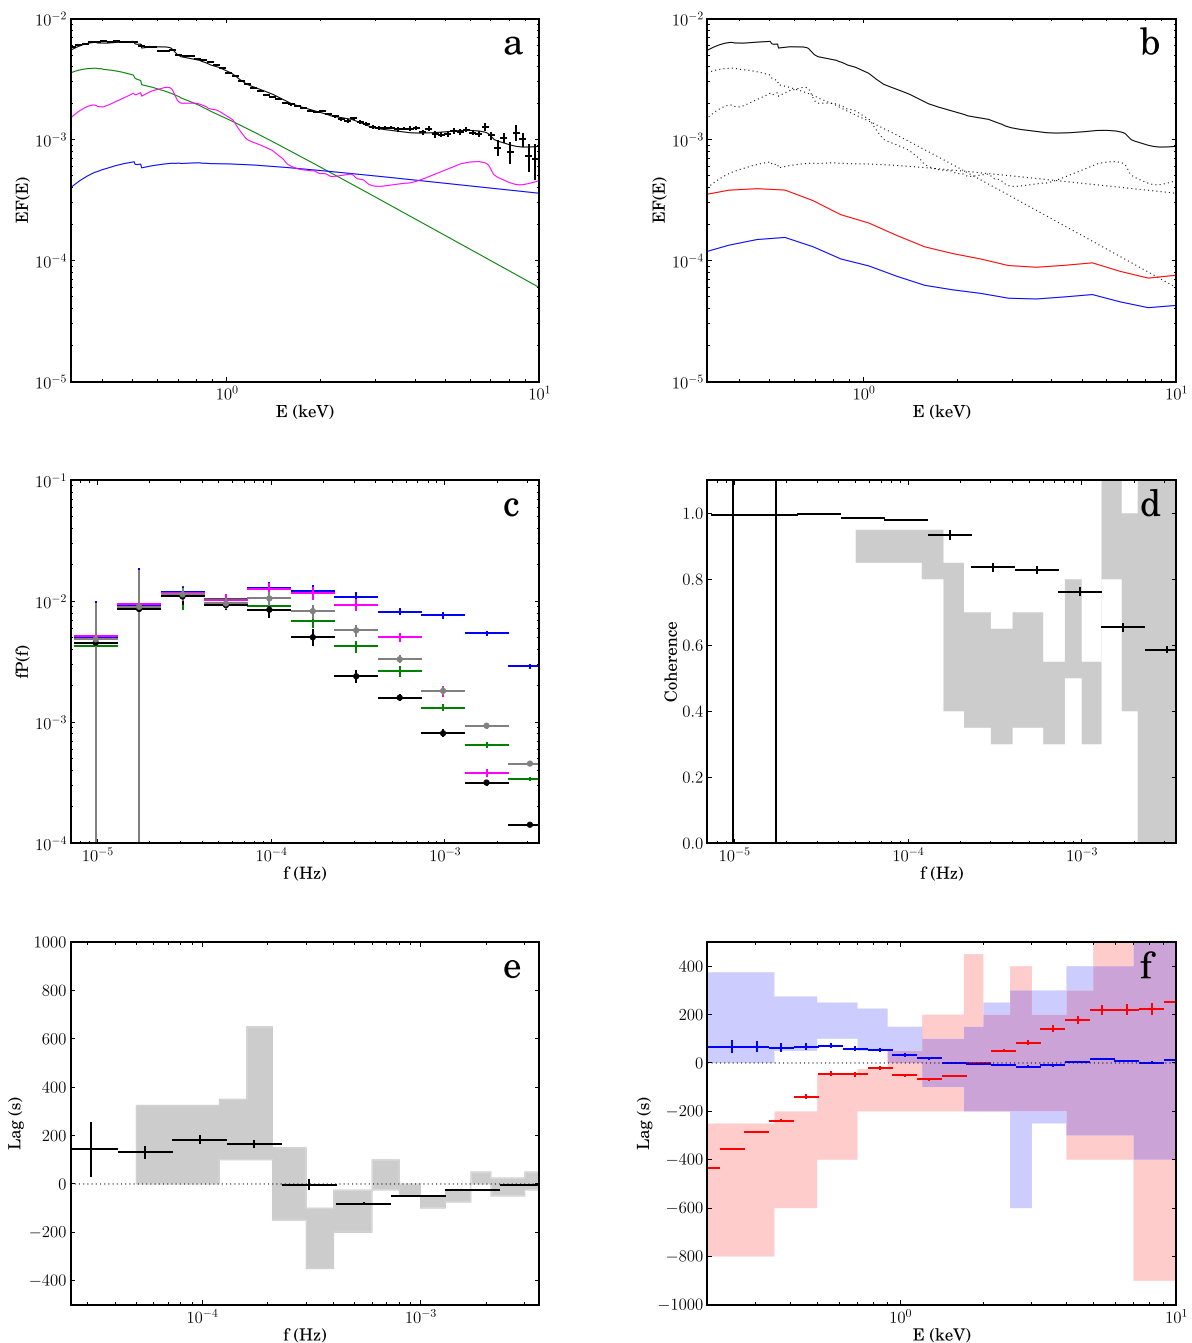 a
10⁻²
10⁻³
10⁻⁴
10⁻⁵
EF(E)
10⁰
10¹
E (keV)
b
10⁻²
10⁻³
10⁻⁴
10⁻⁵
EF(E)
10⁰
10¹
E (keV)
c
10⁻¹
10⁻²
10⁻³
10⁻⁴
fP(f)
10⁻⁵
10⁻⁴
10⁻³
f (Hz)
d
1.0
0.8
0.6
0.4
0.2
0.0
Coherence
10⁻⁵
10⁻⁴
10⁻³
f (Hz)
e
1000
800
600
400
200
0
−200
−400
Lag (s)
10⁻⁴
10⁻³
f (Hz)
f
400
200
0
−200
−400
−600
−800
−1000
Lag (s)
10⁰
10¹
E (keV)